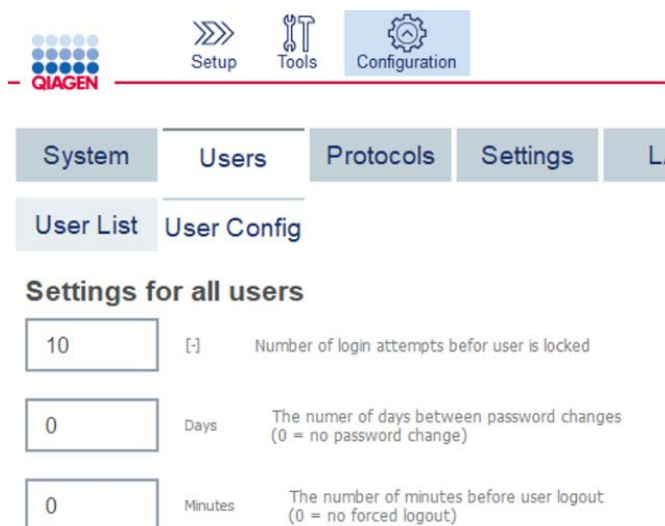 Setup Tools Configuration
QIAGEN
System Users Protocols Settings
User List User Config
Settings for all users
10 [-] Number of login attempts befor user is locked
0 Days The numer of days between password changes
(0 = no password change)
0 Minutes The number of minutes before user logout
(0 = no forced logout)